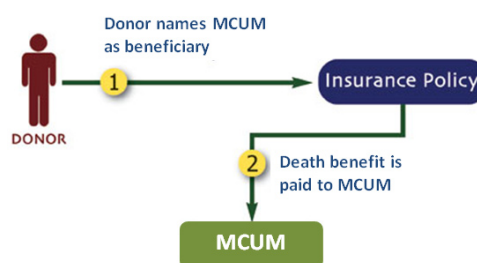 Donor names MCUM
as beneficiary
1
Insurance Policy
DONOR
2
Death benefit is
paid to MCUM
MCUM